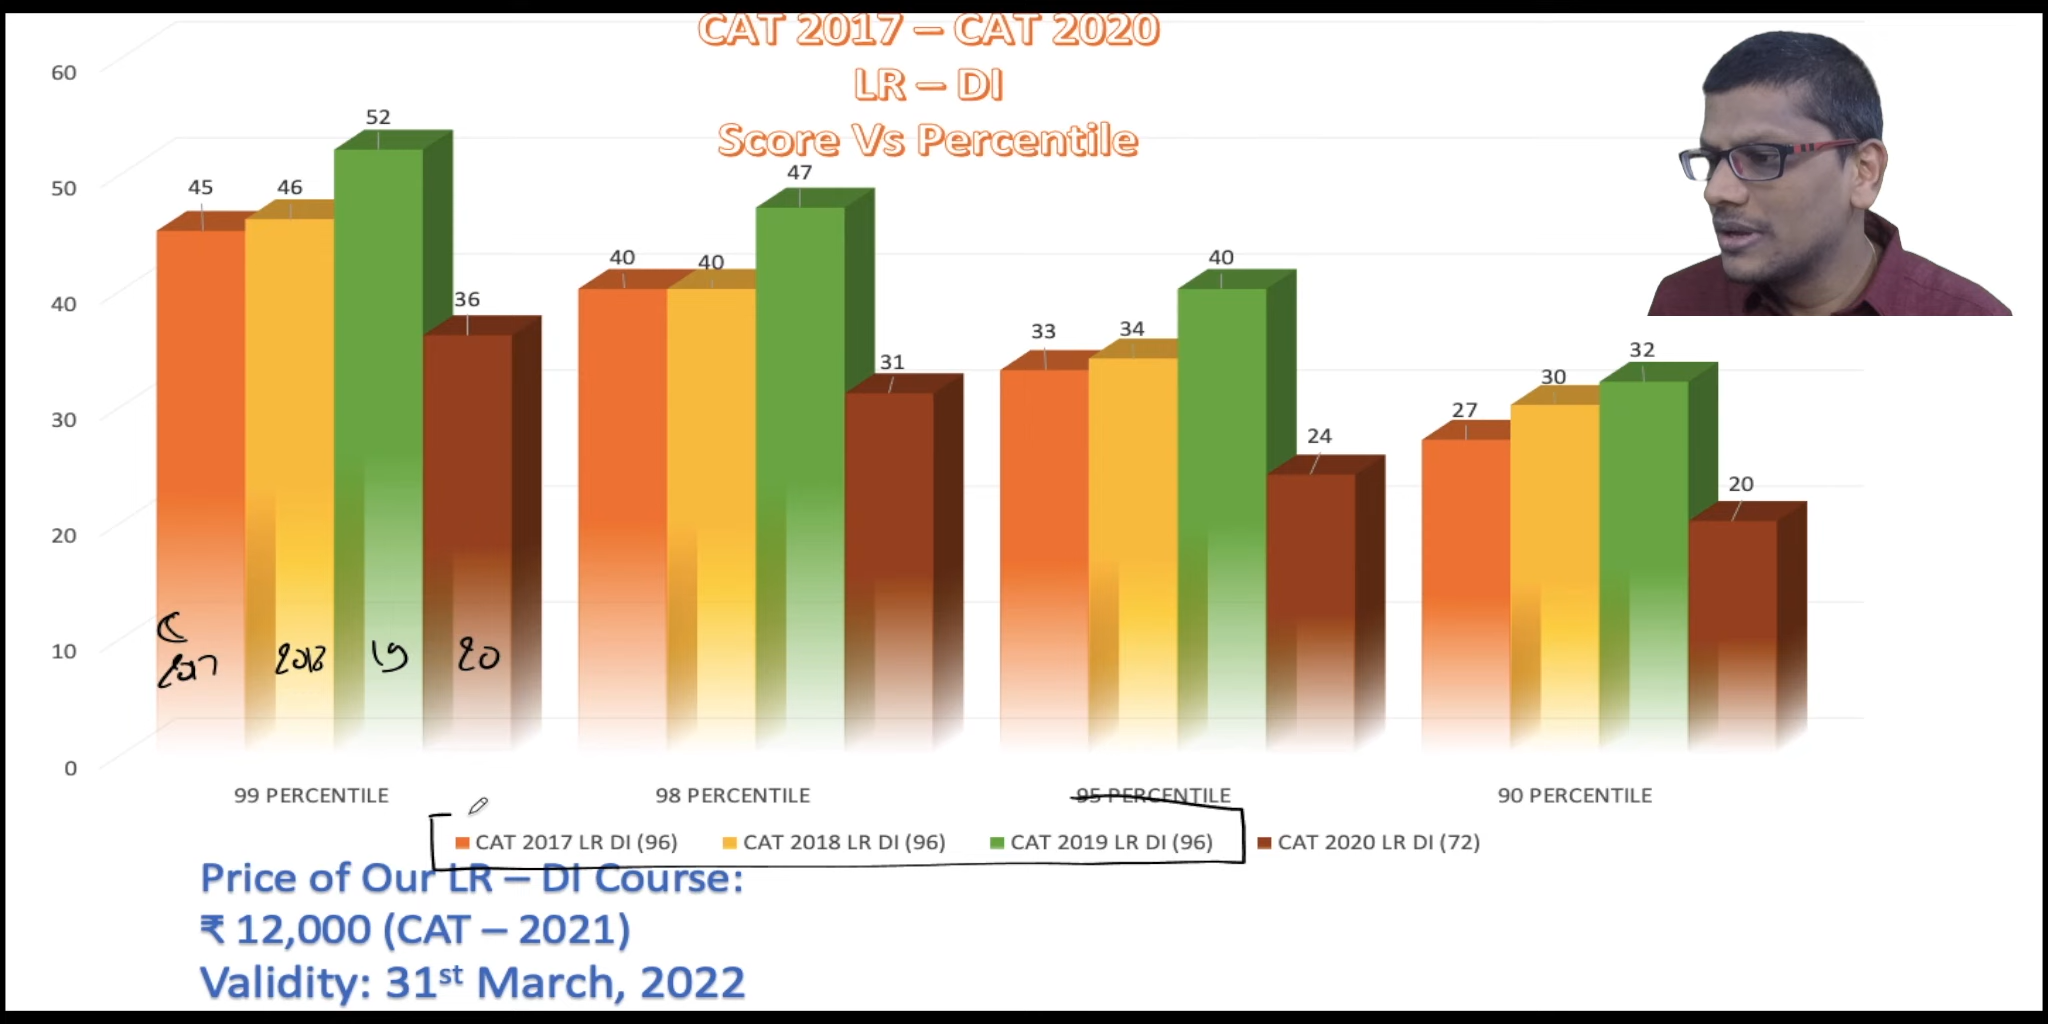 CAT 2017 – CAT 2020
LR – DI
Score Vs Percentile
60
50
40
30
20
10
0
45
46
52
36
40
40
47
31
33
34
40
24
27
30
32
20
2017
2018
19
20
99 PERCENTILE
98 PERCENTILE
95 PERCENTILE
90 PERCENTILE
CAT 2017 LR DI (96)
CAT 2018 LR DI (96)
CAT 2019 LR DI (96)
CAT 2020 LR DI (72)
Price of Our LR – DI Course:
₹ 12,000 (CAT – 2021)
Validity: 31st March, 2022